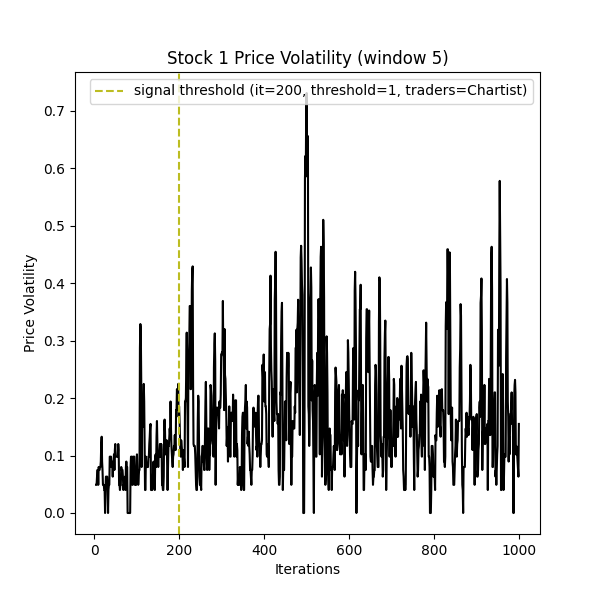 Stock 1 Price Volatility (window 5)
signal threshold (it=200, threshold=1, traders=Chartist)
Price Volatility
0.7
0.6
0.5
0.4
0.3
0.2
0.1
0.0
0 200 400 600 800 1000
Iterations